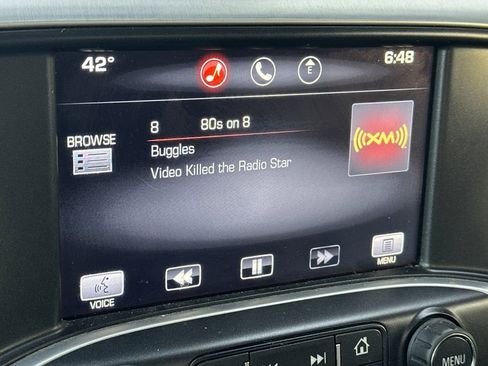 42°
E
6:48
8 80s on 8
BROWSE
Buggles
Video Killed the Radio Star
((XM))
VOICE
MENU
MENU